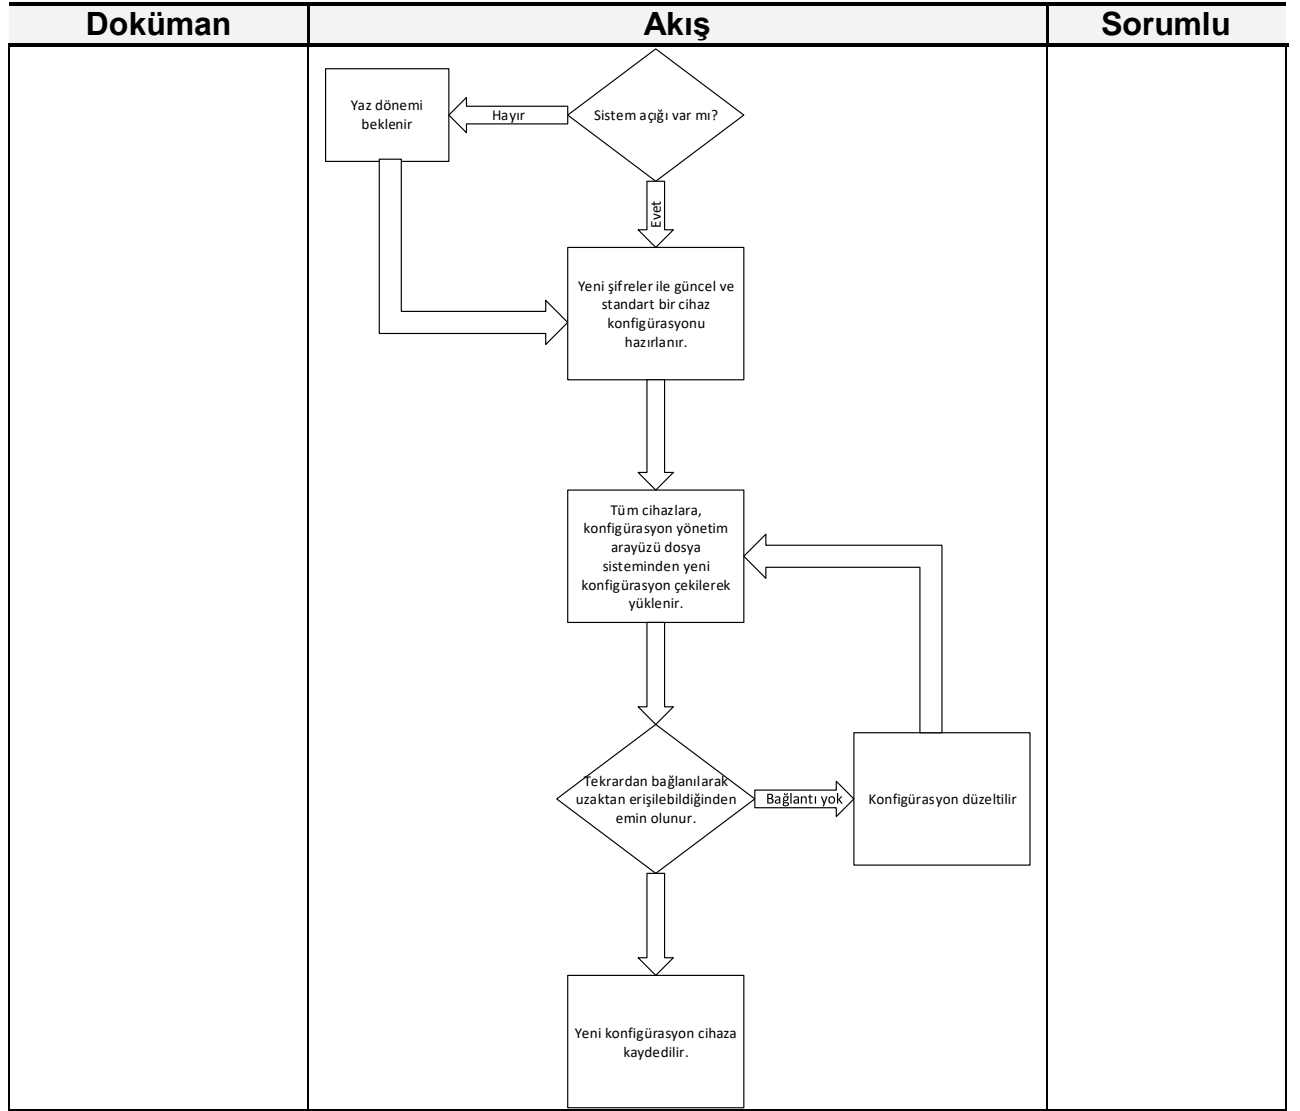 Doküman
Akış
Sorumlu
Yaz dönemi
beklenir
Hayır
Sistem açığı var mı?
Evet
Yeni şifreler ile güncel ve
standart bir cihaz
konfigürasyonu
hazırlanır.
Tüm cihazlara,
konfigürasyon yönetim
arayüzü dosya
sisteminden yeni
konfigürasyon çekilerek
yüklenir.
Tekrardan bağlanılarak
uzaktan erişilebildiğinden
emin olunur.
Bağlantı yok
Konfigürasyon düzeltilir
Yeni konfigürasyon cihaza
kaydedilir.